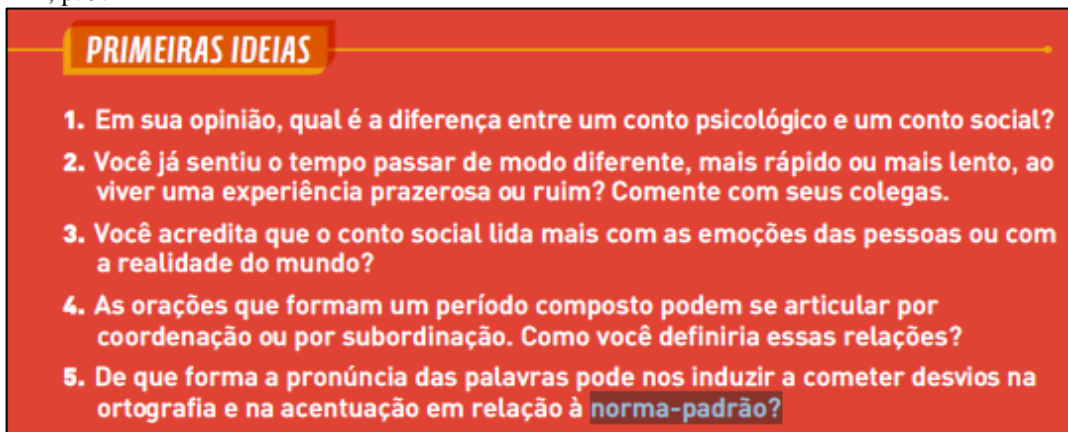 PRIMEIRAS IDEIAS
1. Em sua opinião, qual é a diferença entre um conto psicológico e um conto social?
2. Você já sentiu o tempo passar de modo diferente, mais rápido ou mais lento, ao
viver uma experiência prazerosa ou ruim? Comente com seus colegas.
3. Você acredita que o conto social lida mais com as emoções das pessoas ou com
a realidade do mundo?
4. As orações que formam um período composto podem se articular por
coordenação ou por subordinação. Como você definiria essas relações?
5. De que forma a pronúncia das palavras pode nos induzir a cometer desvios na
ortografia e na acentuação em relação à norma-padrão?